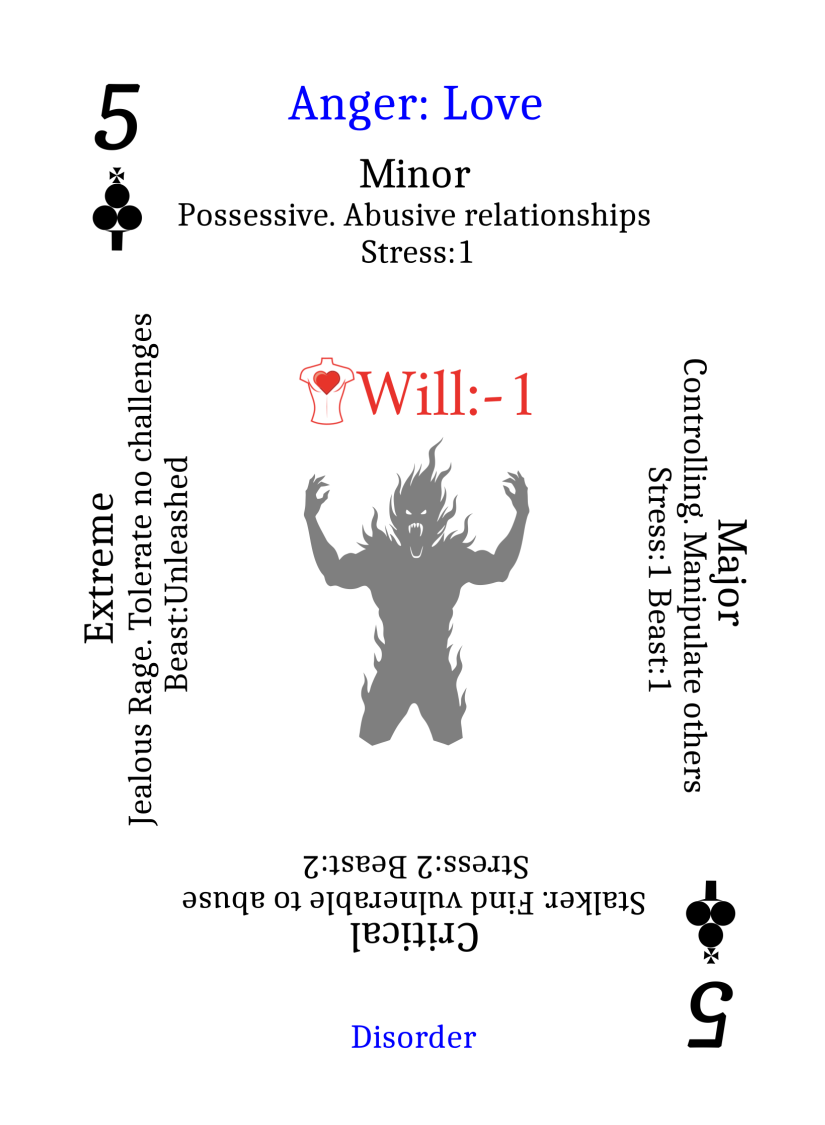 5
Anger: Love
Minor
Possessive. Abusive relationships
Stress:1
Will:-1
Major
Controlling. Manipulate others
Stress:1 Beast:1
Critical
Stalker. Find vulnerable to abuse
Stress:2 Beast:2
Extreme
Jealous Rage. Tolerate no challenges
Beast:Unleashed
5
Disorder